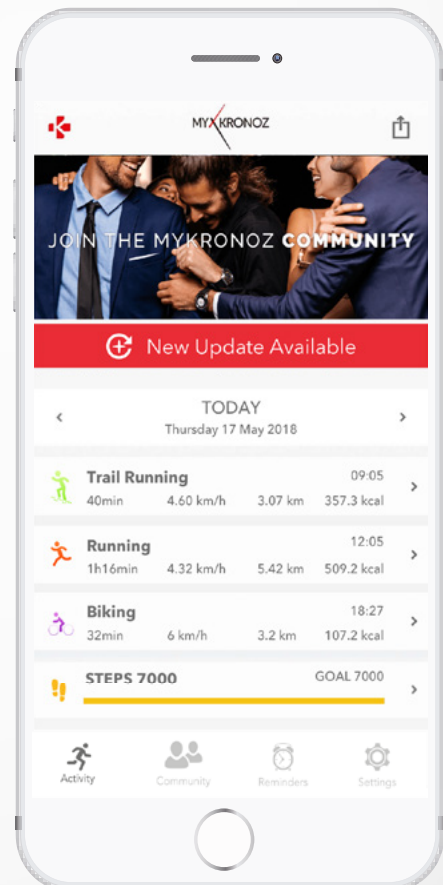 MYKRONOZ
JOIN THE MYKRONOZ COMMUNITY
New Update Available
TODAY
Thursday 17 May 2018
Trail Running 09:05
40min 4.60 km/h 3.07 km 357.3 kcal
Running 12:05
1h16min 4.32 km/h 5.42 km 509.2 kcal
Biking 18:27
32min 6 km/h 3.2 km 107.2 kcal
STEPS 7000 GOAL 7000
Activity Community Reminders Settings